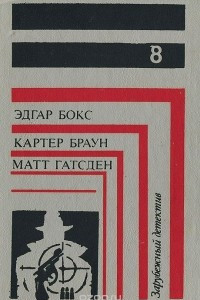 8
ЭДГАР БОКС
КАРТЕР БРАУН
МАТТ ГАТСДЕН
Зарубежный детектив